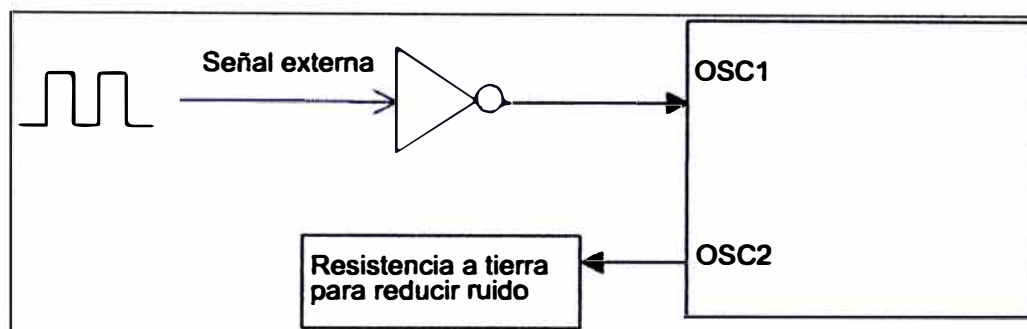 Señal externa
OSC1
OSC2
Resistencia a tierra
para reducir ruido